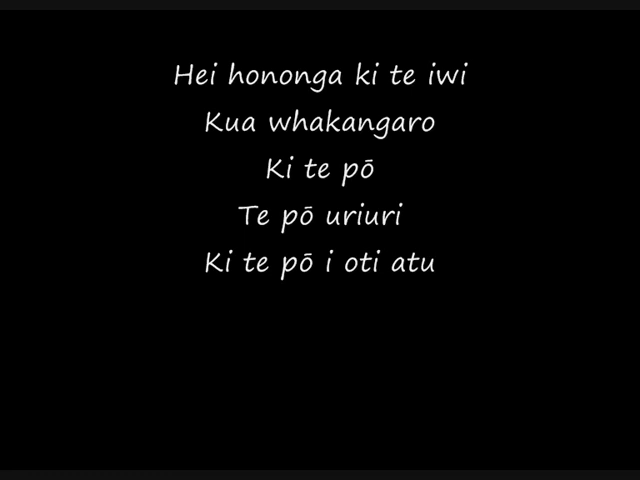 Hei hononga ki te iwi
Kua whakangaro
Ki te pō
Te pō uriuri
Ki te pō i oti atu